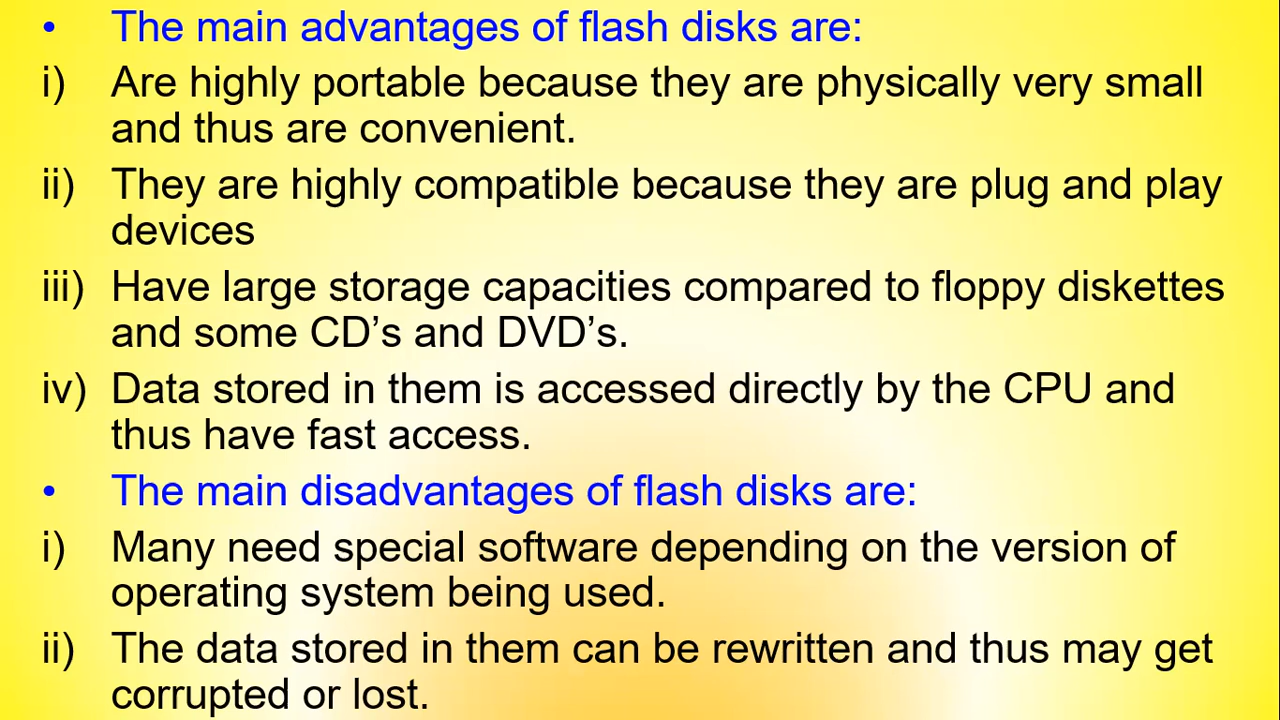 • The main advantages of flash disks are:
i) Are highly portable because they are physically very small
and thus are convenient.
ii) They are highly compatible because they are plug and play
devices
iii) Have large storage capacities compared to floppy diskettes
and some CD’s and DVD’s.
iv) Data stored in them is accessed directly by the CPU and
thus have fast access.
• The main disadvantages of flash disks are:
i) Many need special software depending on the version of
operating system being used.
ii) The data stored in them can be rewritten and thus may get
corrupted or lost.